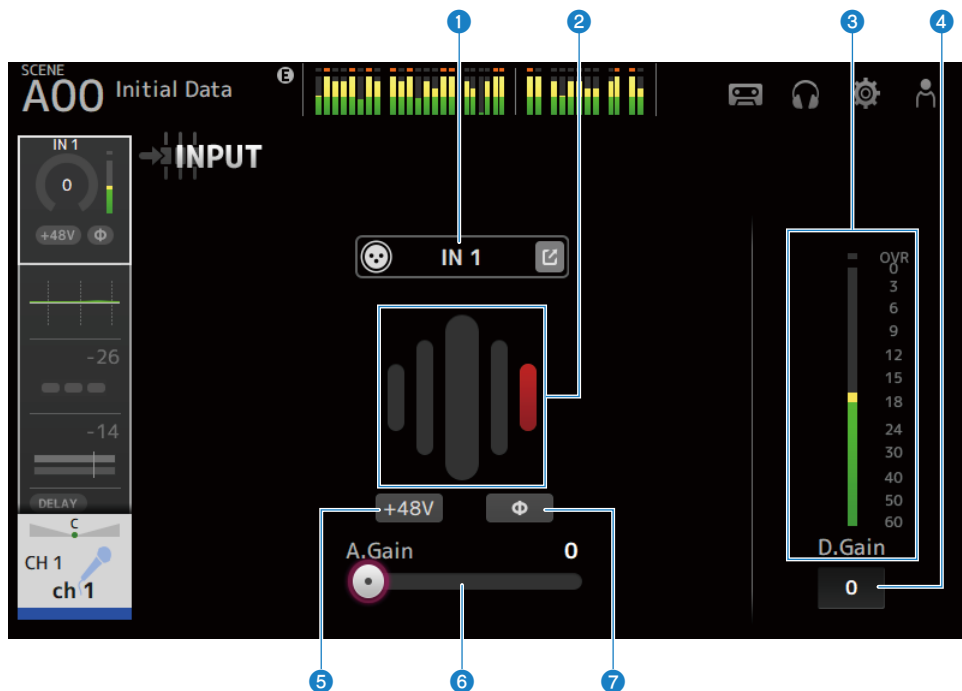 1 2 3 4
SCENE
A00 Initial Data E
IN 1
0
+48V Φ
-26
-14
DELAY
C
CH 1
ch 1
INPUT
IN 1
+48V Φ
A.Gain 0
OVR
0
3
6
9
12
15
18
24
30
40
50
60
D.Gain
0
5 6 7